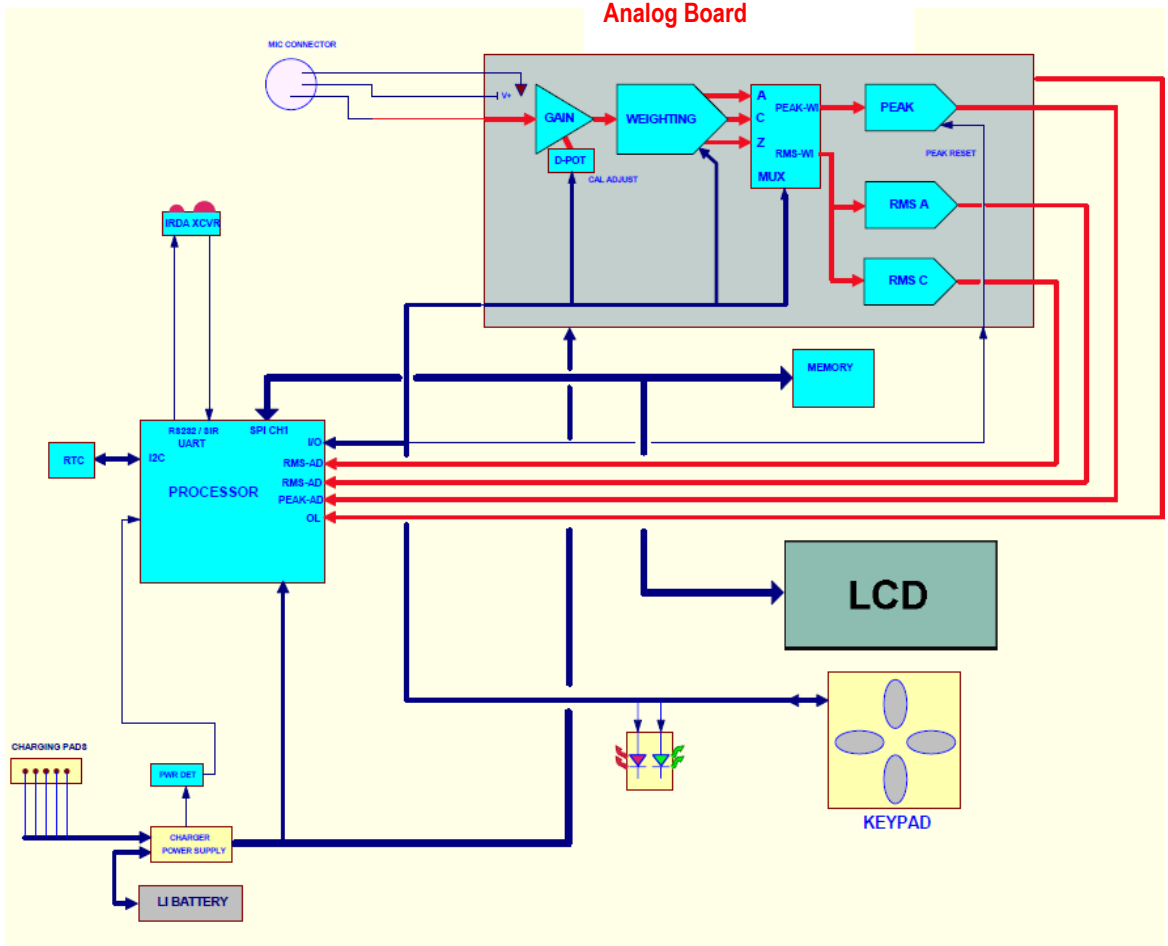 Analog Board
MIC CONNECTOR
V+
GAIN
WEIGHTING
A
C
Z
PEAK-WI
RMS-WI
MUX
PEAK
D-POT
CAL ADJUST
PEAK RESET
RMS A
RMS C
IRDA XCVR
MEMORY
RS232 / SIR
UART
SPI CH1
I/O
RTC
I2C
RMS-AD
RMS-AD
PROCESSOR
PEAK-AD
OL
LCD
CHARGING PADS
PWR DET
KEYPAD
CHARGER
POWER SUPPLY
LI BATTERY